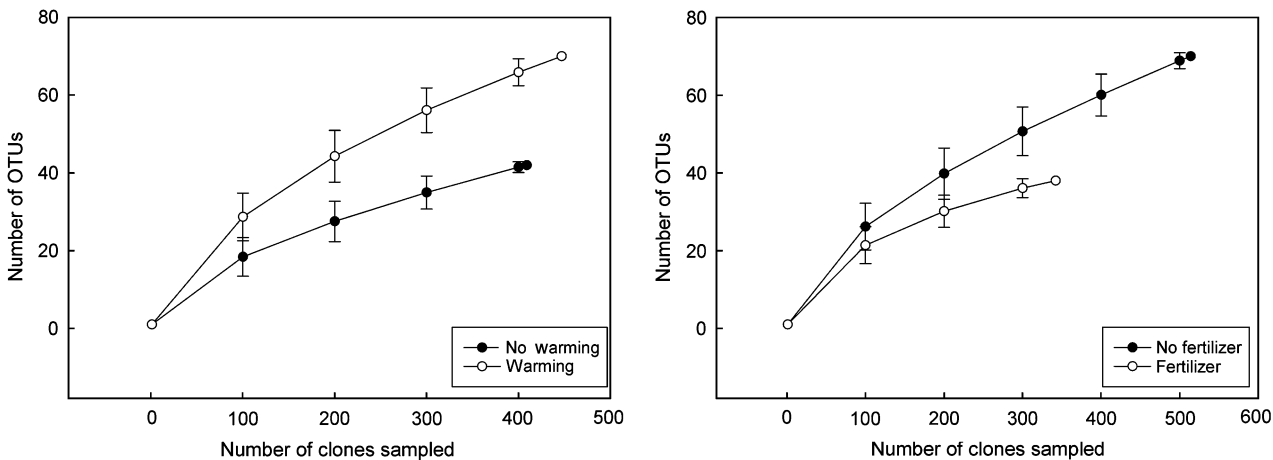 80
60
40
20
0
Number of OTUs
0 100 200 300 400 500
Number of clones sampled
No warming
Warming
80
60
40
20
0
Number of OTUs
0 100 200 300 400 500 600
Number of clones sampled
No fertilizer
Fertilizer